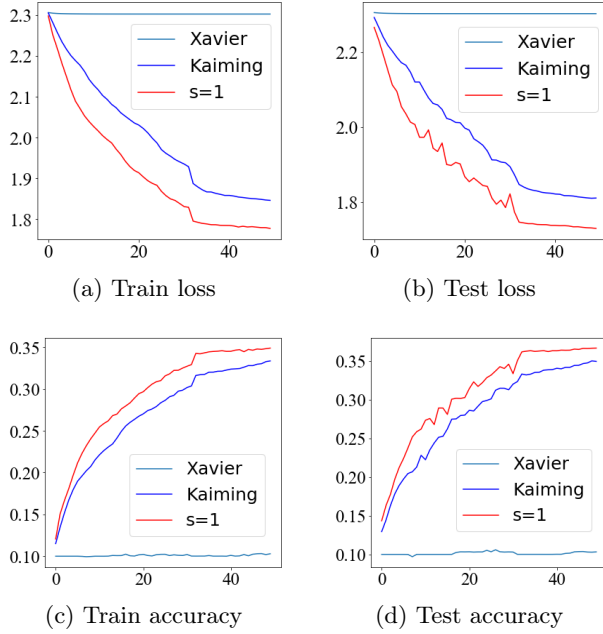 2.3
2.2
2.1
2.0
1.9
1.8
0 20 40
Xavier
Kaiming
s=1
(a) Train loss
2.2
2.0
1.8
0 20 40
Xavier
Kaiming
s=1
(b) Test loss
0.35
0.30
0.25
0.20
0.15
0.10
0 20 40
Xavier
Kaiming
s=1
(c) Train accuracy
0.35
0.30
0.25
0.20
0.15
0.10
0 20 40
Xavier
Kaiming
s=1
(d) Test accuracy